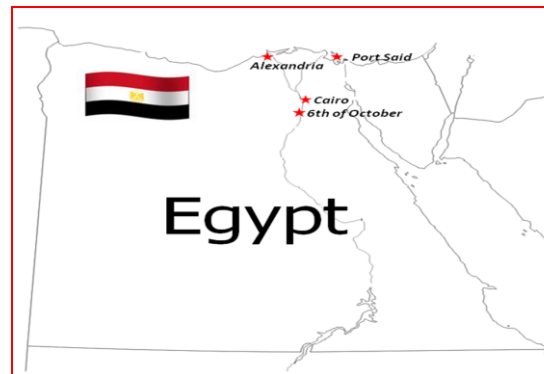 Alexandria
Port Said
Cairo
6th of October
Egypt